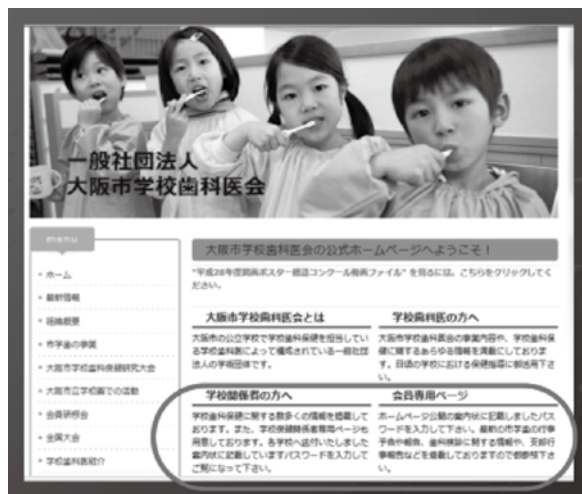 一般社団法人
大阪市学校歯科医会
menu
ホーム
最新情報
組織概要
市学歯の事業
大阪市学校歯科保健研究大会
大阪市立学校園での活動
会員研修会
全国大会
学校歯科医紹介
大阪市学校歯科医会の公式ホームページへようこそ！
"平成28年度図画ポスター標語コンクール動画ファイル" を見るには。こちらをクリックしてく
ださい。
大阪市学校歯科医会とは
大阪市の公立学校で学校歯科保健を担当してい
る学校歯科医によって構成されている一般社団
法人の学術団体です。
学校歯科医の方へ
大阪市学校歯科医会の事業内容や、学校歯科保
健に関するあらゆる情報を満載にしておりま
す。日頃の学校における保健指導に御活用下さ
い。
学校関係者の方へ
学校歯科保健に関する数多くの情報を掲載して
おります。また、学校保健関係者専用ページも
用意しております。各学校へ送付いたしました
案内状に記載していますパスワードを入力して
ご覧になって下さい。
会員専用ページ
ホームページ公開の案内状に記載しましたパス
ワードを入力して下さい。最新の市学歯の行事
予告や報告、歯科検診に関する情報や、支部行
事報告などを掲載しておりますので御参照下さ
い。